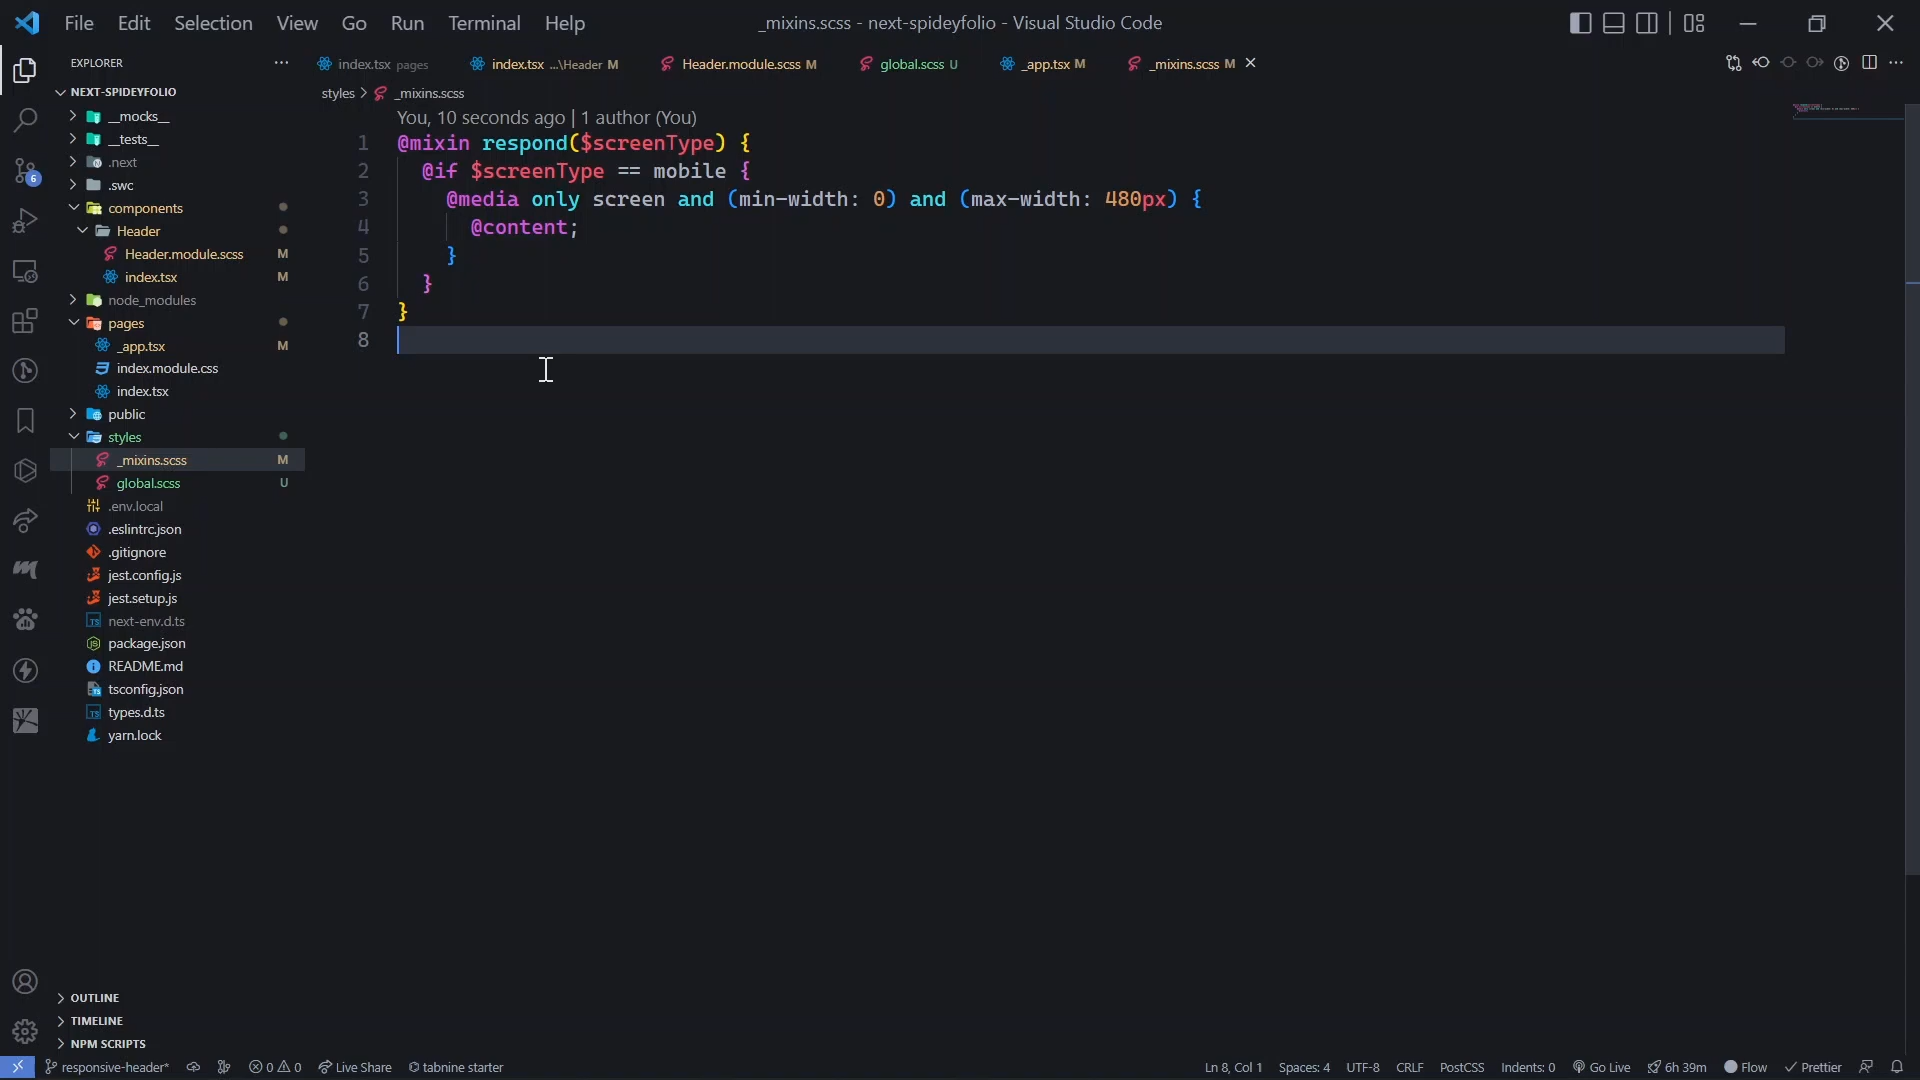 File Edit Selection View Go Run Terminal Help
_mixins.scss - next-spideyfolio - Visual Studio Code
EXPLORER
index.tsx pages
index.tsx ...\Header M
Header.module.scss M
global.scss U
_app.tsx M
_mixins.scss M
styles > _mixins.scss
NEXT-SPIDEYFOLIO
__mocks__
__tests__
.next
.swc
components
Header
Header.module.scss M
index.tsx M
node_modules
pages
_app.tsx M
index.module.css
index.tsx
public
styles
_mixins.scss M
global.scss U
.env.local
.eslintrc.json
.gitignore
jest.config.js
jest.setup.js
next-env.d.ts
package.json
README.md
tsconfig.json
types.d.ts
yarn.lock
OUTLINE
TIMELINE
NPM SCRIPTS
6
You, 10 seconds ago | 1 author (You)
1 @mixin respond($screenType) {
2 @if $screenType == mobile {
3 @media only screen and (min-width: 0) and (max-width: 480px) {
4 @content;
5 }
6 }
7 }
8
responsive-header* 0 0 Live Share tabnine starter
Ln 8, Col 1 Spaces: 4 UTF-8 CRLF PostCSS Indents: 0 Go Live 6h 39m Flow Prettier